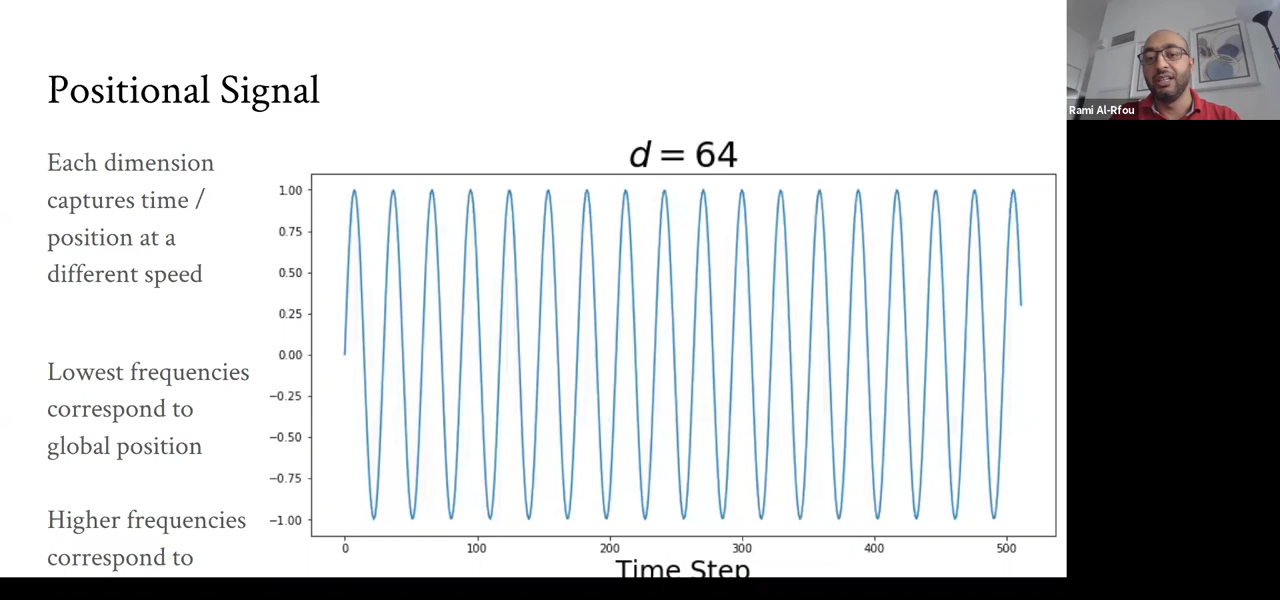 Positional Signal
Each dimension
captures time /
position at a
different speed
Lowest frequencies
correspond to
global position
Higher frequencies
correspond to
d = 64
1.00
0.75
0.50
0.25
0.00
−0.25
−0.50
−0.75
−1.00
0 100 200 300 400 500
Time Step
Rami Al-Rfou